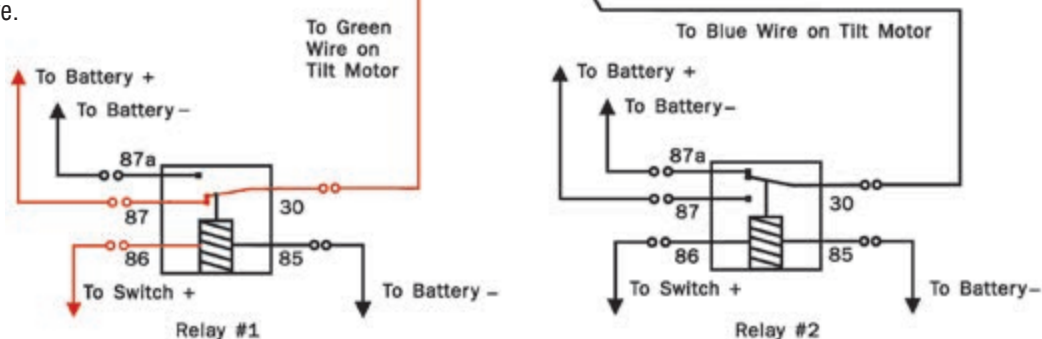 e.
To Green
Wire on
Tilt Motor
To Battery +
To Battery –
87a
87
30
86
85
To Switch +
To Battery –
Relay #1
To Blue Wire on Tilt Motor
To Battery +
To Battery–
87a
87
30
86
85
To Switch +
To Battery–
Relay #2